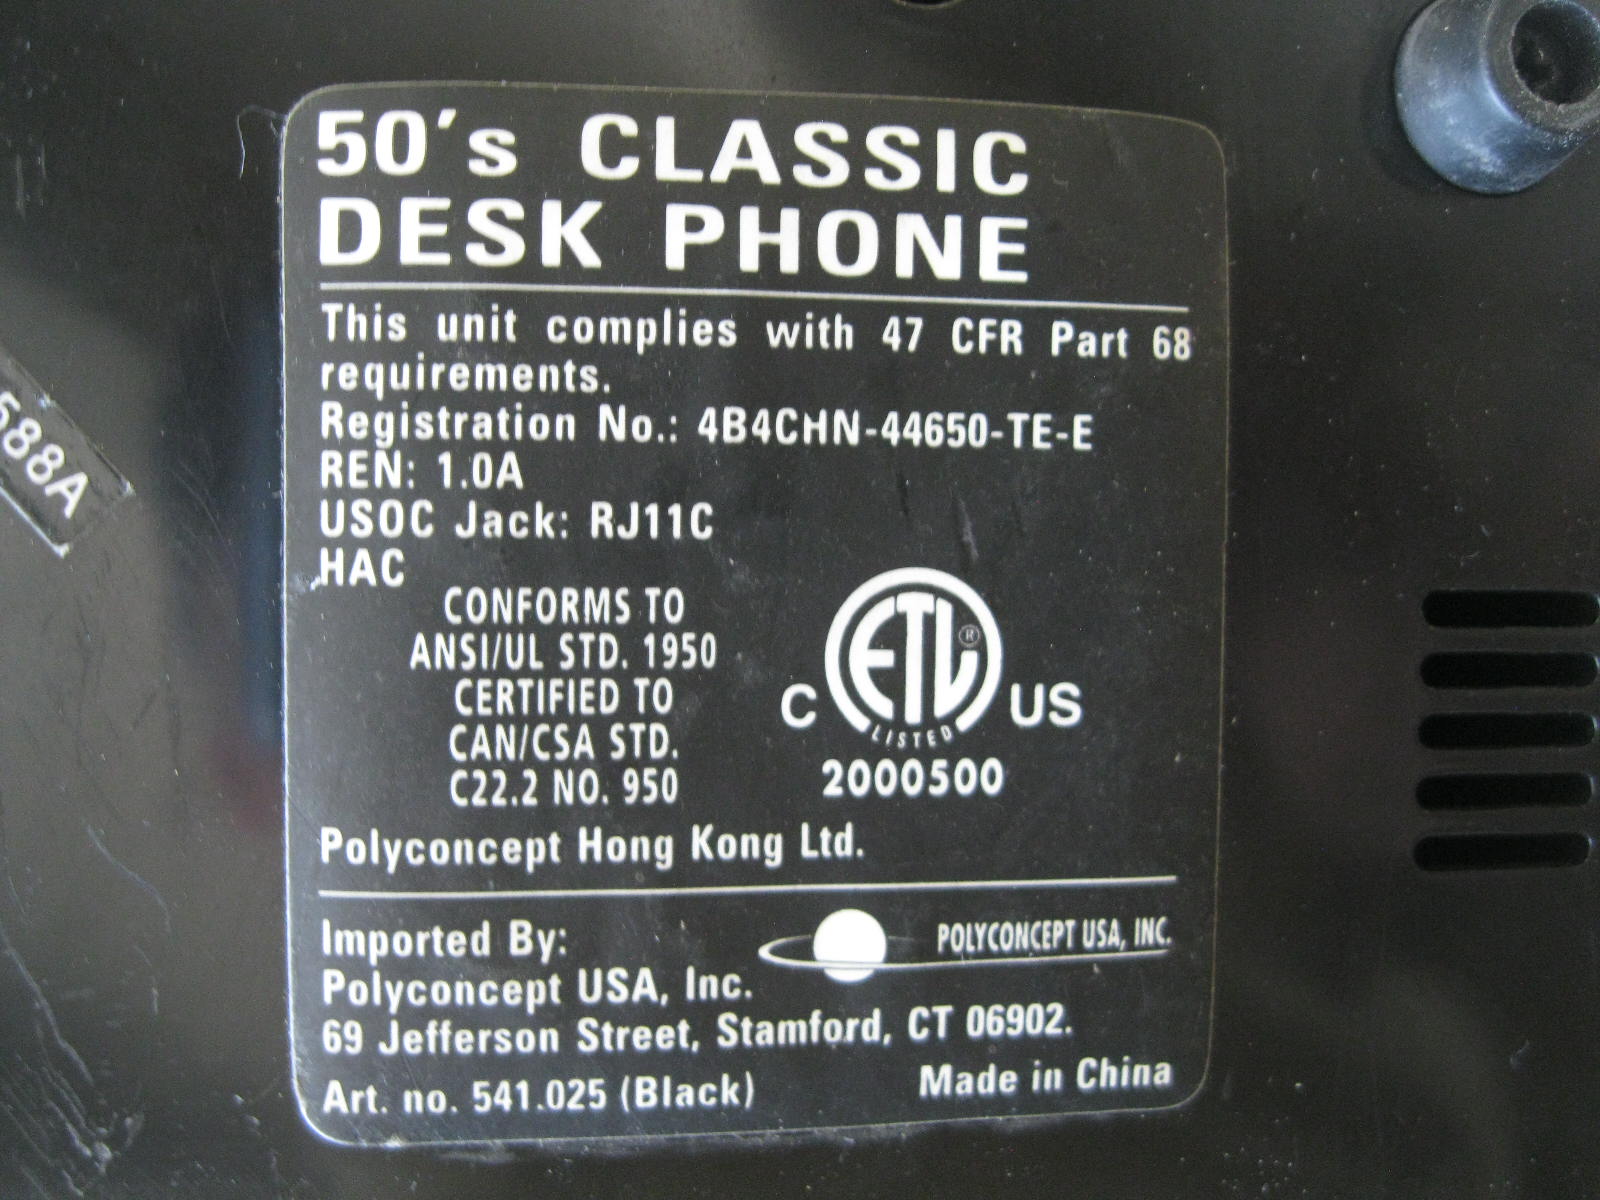 50's CLASSIC
DESK PHONE
This unit complies with 47 CFR Part 68
requirements.
Registration No.: 4B4CHN-44650-TE-E
REN: 1.0A
USOC Jack: RJ11C
HAC
CONFORMS TO
ANSI/UL STD. 1950
CERTIFIED TO
CAN/CSA STD.
C22.2 NO. 950
ETL ®
C US
LISTED
2000500
Polyconcept Hong Kong Ltd.
Imported By:
POLYCONCEPT USA, INC.
Polyconcept USA, Inc.
69 Jefferson Street, Stamford, CT 06902.
Art. no. 541.025 (Black) Made in China
588A